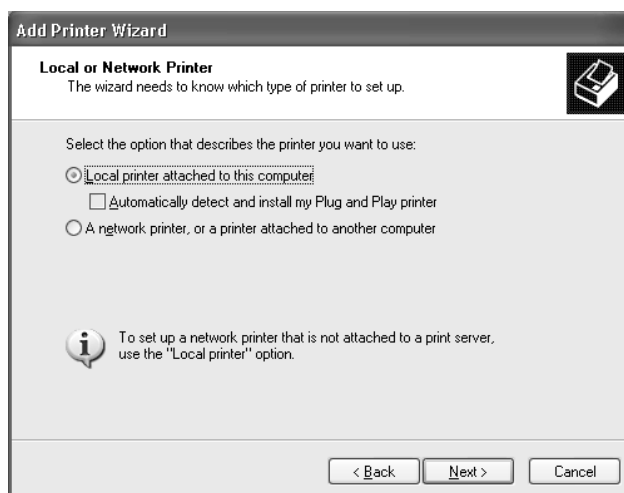 Add Printer Wizard
Local or Network Printer
The wizard needs to know which type of printer to set up.
Select the option that describes the printer you want to use:
Local printer attached to this computer
Automatically detect and install my Plug and Play printer
A network printer, or a printer attached to another computer
To set up a network printer that is not attached to a print server,
use the "Local printer" option.
< Back
Next >
Cancel